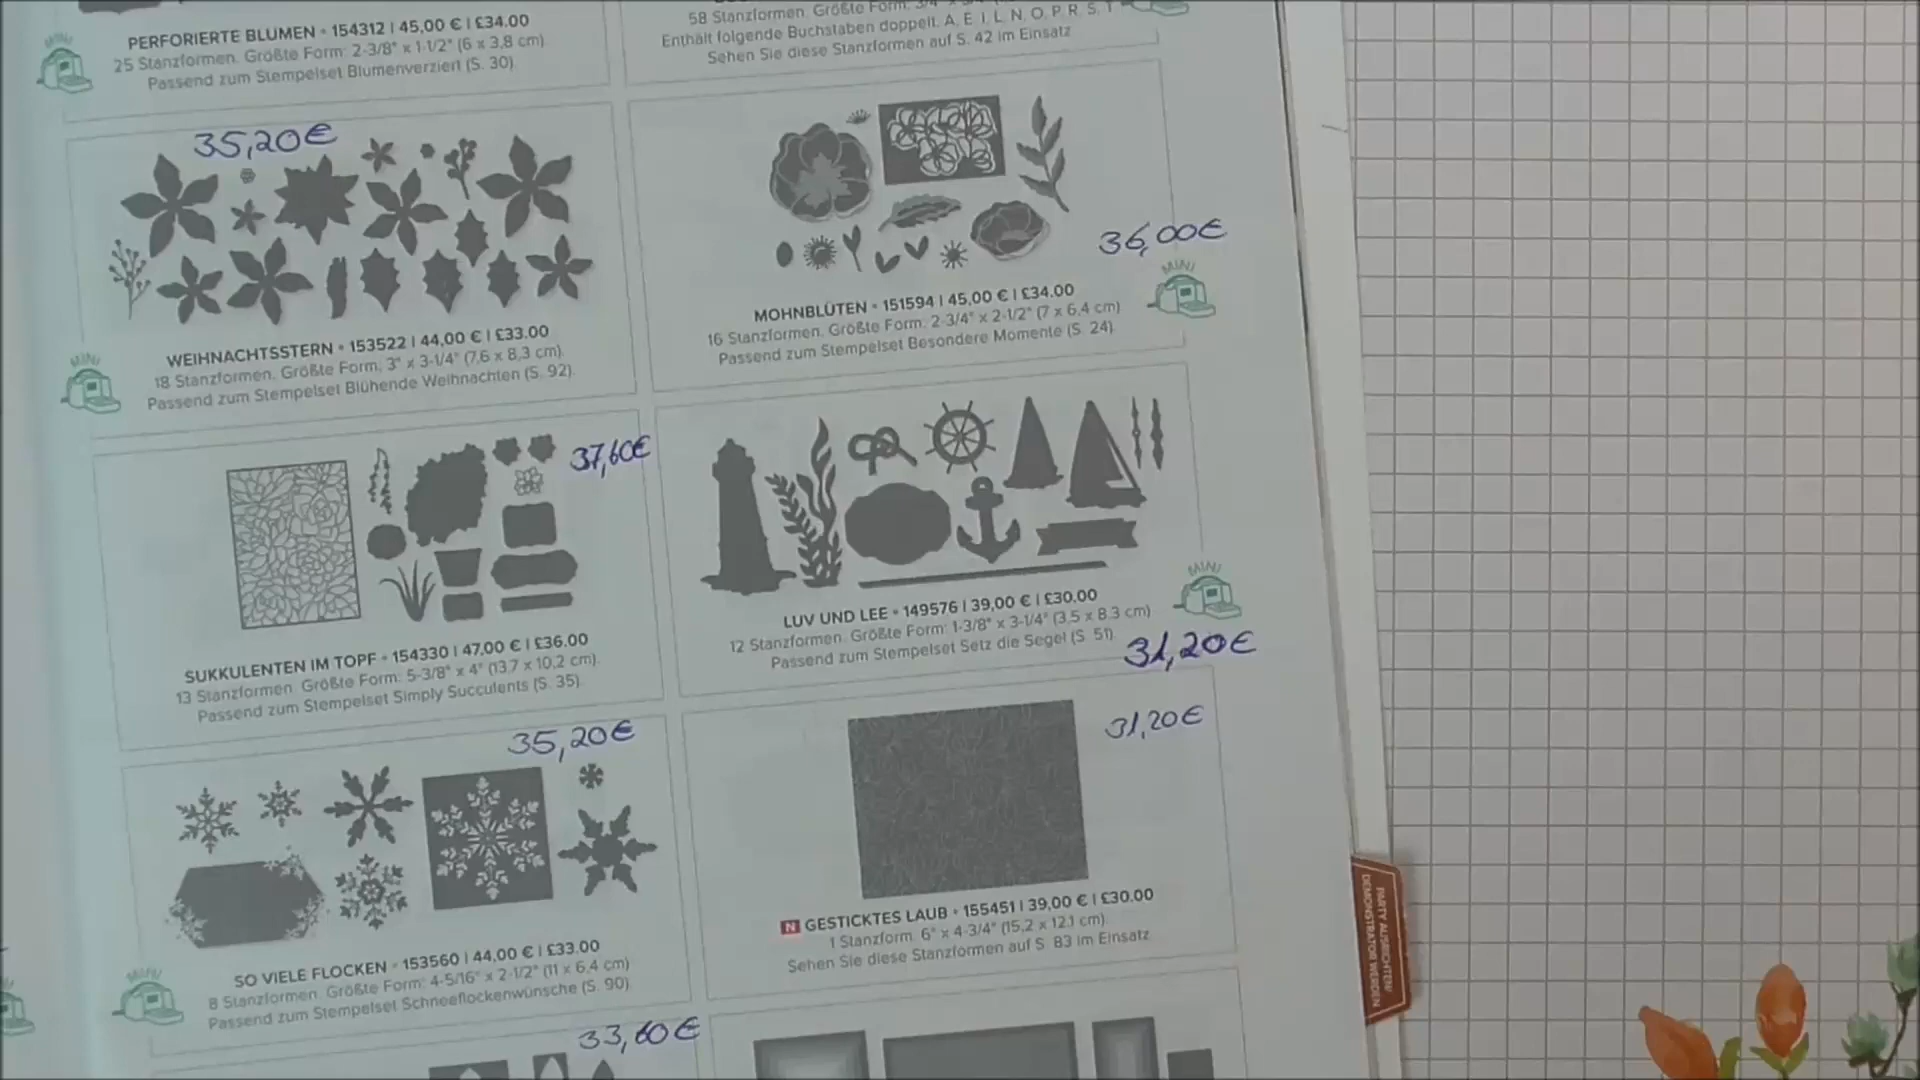 PERFORIERTE BLUMEN • 154312 | 45,00 € | £34.00
25 Stanzformen. Größte Form: 2-3/8" x 1-1/2" (6 x 3,8 cm).
Passend zum Stempelset Blumenverziert (S. 30).
MINI
58 Stanzformen. Größte Form:
Enthält folgende Buchstaben doppelt: A, E, I, L, N, O, P, R, S, T
Sehen Sie diese Stanzformen auf S. 42 im Einsatz
35,20€
WEIHNACHTSSTERN • 153522 | 44,00 € | £33.00
18 Stanzformen. Größte Form: 3" x 3-1/4" (7,6 x 8,3 cm).
Passend zum Stempelset Blühende Weihnachten (S. 92).
MINI
36,00€
MINI
MOHNBLÜTEN • 151594 | 45,00 € | £34.00
16 Stanzformen. Größte Form: 2-3/4" x 2-1/2" (7 x 6,4 cm)
Passend zum Stempelset Besondere Momente (S. 24).
37,60€
SUKKULENTEN IM TOPF • 154330 | 47,00 € | £36.00
13 Stanzformen. Größte Form: 5-3/8" x 4" (13,7 x 10,2 cm).
Passend zum Stempelset Simply Succulents (S. 35).
MINI
LUV UND LEE • 149576 | 39,00 € | £30.00
12 Stanzformen. Größte Form: 1-3/8" x 3-1/4" (3,5 x 8,3 cm)
Passend zum Stempelset Setz die Segel (S. 51).
31,20€
35,20€
SO VIELE FLOCKEN • 153560 | 44,00 € | £33.00
8 Stanzformen. Größte Form: 4-5/16" x 2-1/2" (11 x 6,4 cm)
Passend zum Stempelset Schneeflockenwünsche (S. 90).
MINI
31,20€
N GESTICKTES LAUB • 155451 | 39,00 € | £30.00
1 Stanzform. 6" x 4-3/4" (15,2 x 12,1 cm).
Sehen Sie diese Stanzformen auf S. 83 im Einsatz
33,60€
PARTY AUSRICHTEN/
DEMONSTRATOR WERDEN